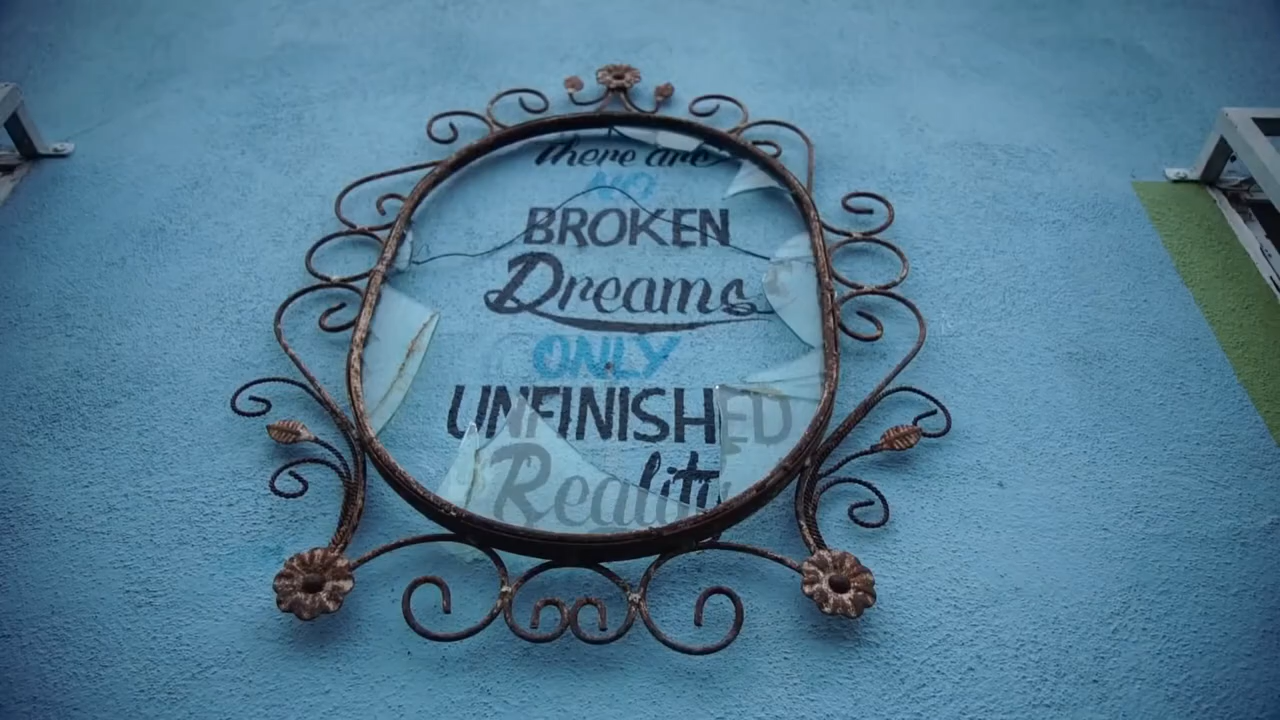 There are
NO
BROKEN
Dreams
ONLY
UNFINISHED
Reality